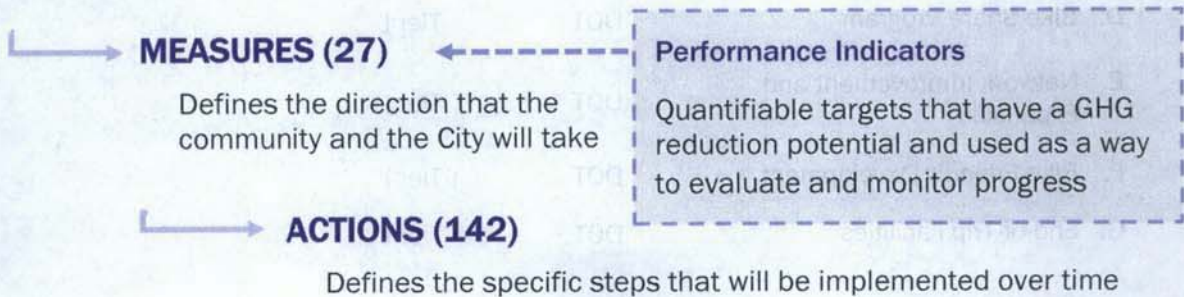 MEASURES (27)
Defines the direction that the
community and the City will take
Performance Indicators
Quantifiable targets that have a GHG
reduction potential and used as a way
to evaluate and monitor progress
ACTIONS (142)
Defines the specific steps that will be implemented over time